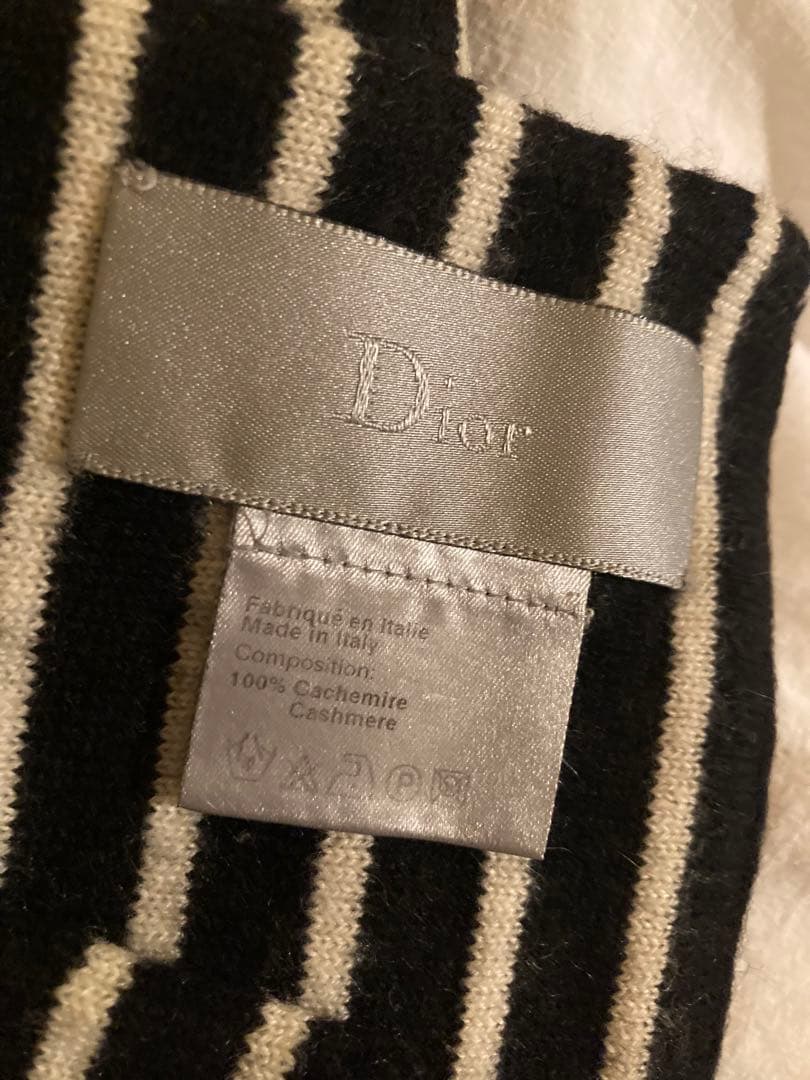 Dior
Fabriqué en Italie
Made in Italy
Composition:
100% Cachemire
Cashmere
P